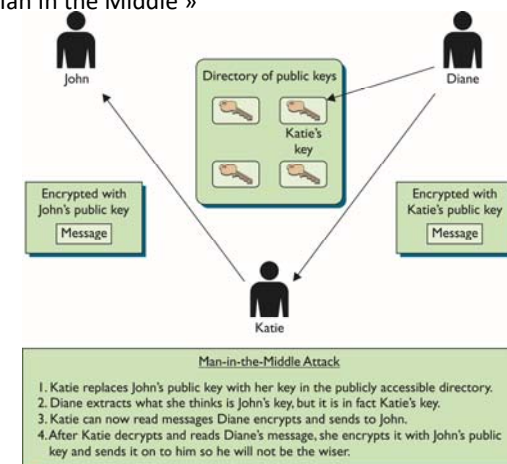 an in the Middle »
John
Directory of public keys
Diane
Katie's
key
Encrypted with
John's public key
Message
Encrypted with
Katie's public key
Message
Katie
Man-in-the-Middle Attack
1. Katie replaces John's public key with her key in the publicly accessible directory.
2. Diane extracts what she thinks is John's key, but it is in fact Katie's key.
3. Katie can now read messages Diane encrypts and sends to John.
4. After Katie decrypts and reads Diane's message, she encrypts it with John's public
key and sends it on to him so he will not be the wiser.